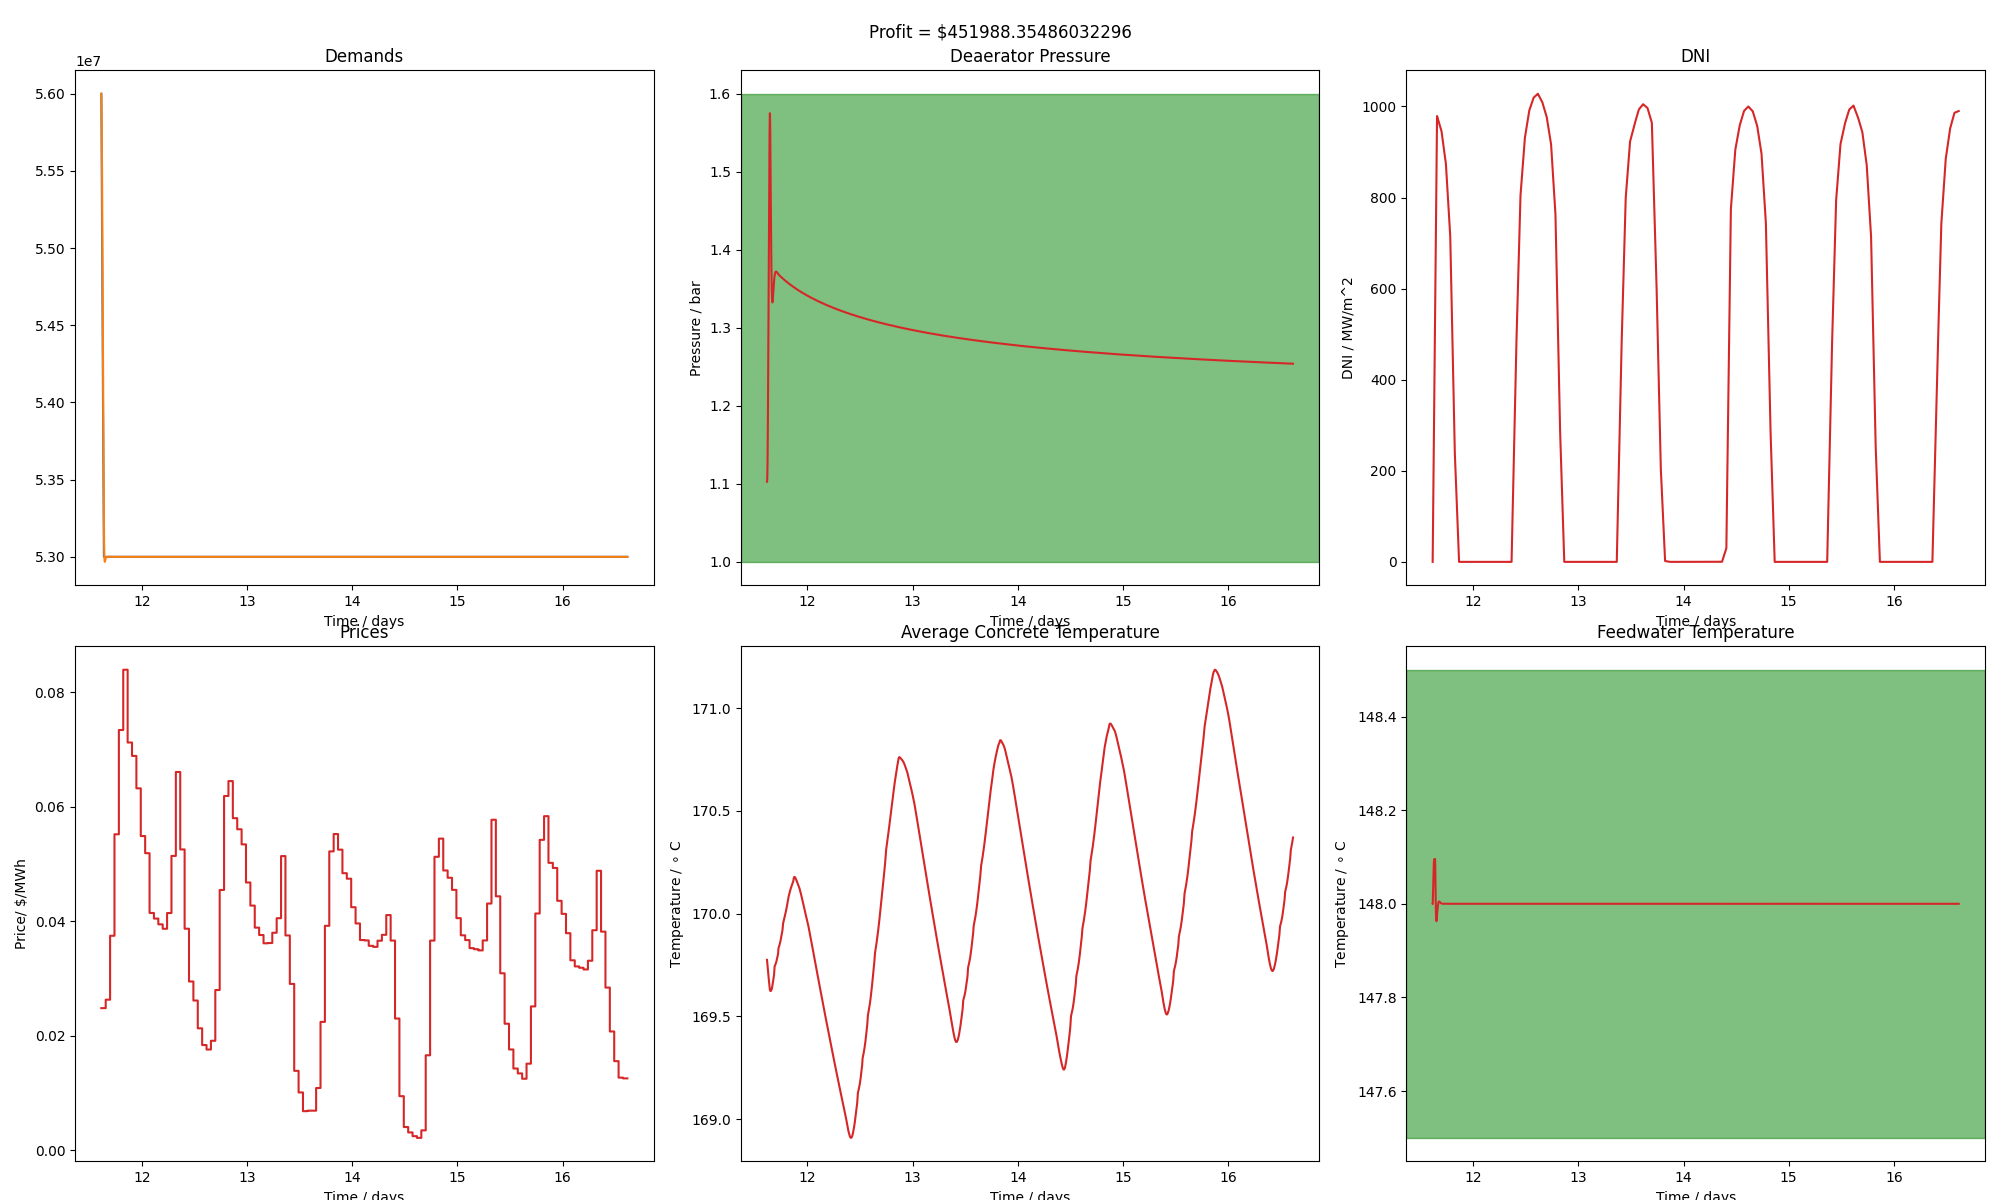 Profit = $451988.35486032296
Demands
1e7
5.60
5.55
5.50
5.45
5.40
5.35
5.30
12 13 14 15 16
Time / days
Deaerator Pressure
Pressure / bar
1.6
1.5
1.4
1.3
1.2
1.1
1.0
12 13 14 15 16
Time / days
DNI
DNI / MW/m^2
1000
800
600
400
200
0
12 13 14 15 16
Time / days
Prices
Price/ $/MWh
0.08
0.06
0.04
0.02
0.00
12 13 14 15 16
Time / days
Average Concrete Temperature
Temperature / ∘ C
171.0
170.5
170.0
169.5
169.0
12 13 14 15 16
Time / days
Feedwater Temperature
Temperature / ∘ C
148.4
148.2
148.0
147.8
147.6
12 13 14 15 16
Time / days